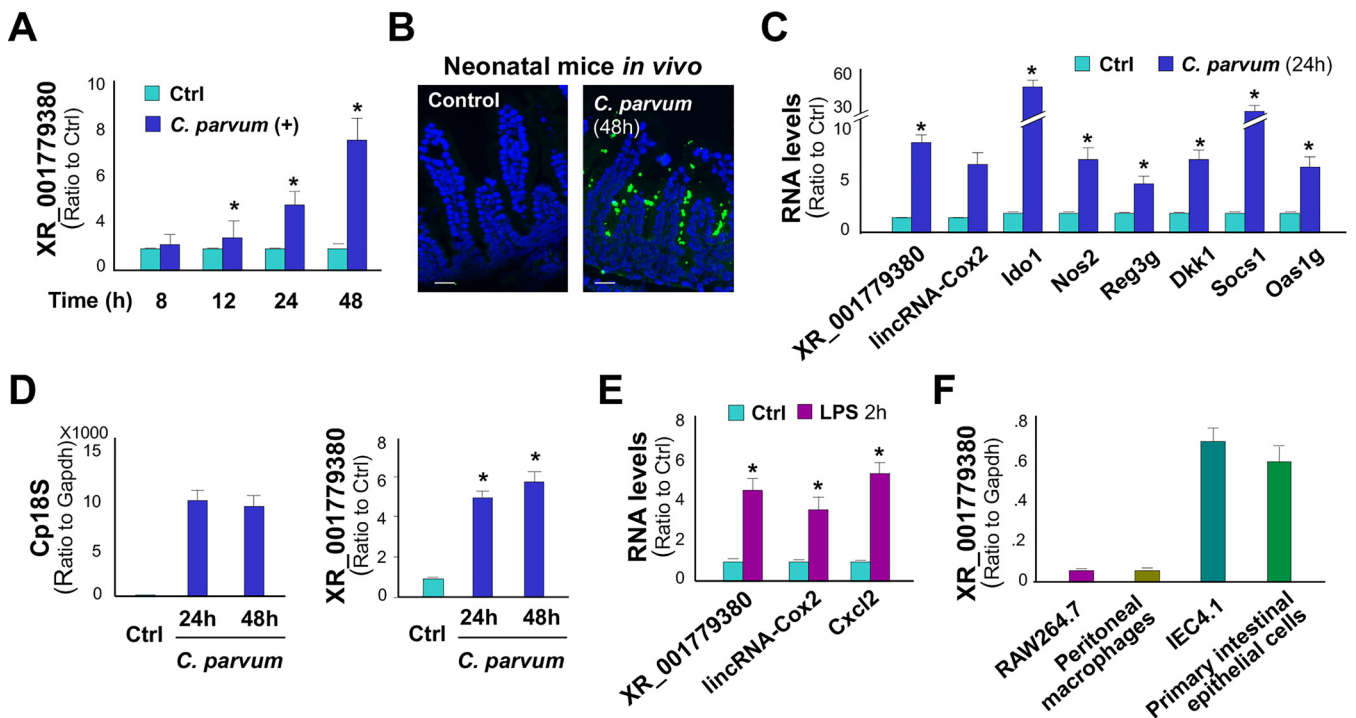 A
XR_001779380
(Ratio to Ctrl)
10
8
6
4
2
0
Ctrl
C. parvum (+)
*
*
*
Time (h)
8
12
24
48
B
Neonatal mice in vivo
Control
C. parvum
(48h)
C
Ctrl
C. parvum (24h)
RNA levels
(Ratio to Ctrl)
60
30
10
5
0
*
*
*
*
*
*
*
XR_001779380
lincRNA-Cox2
Ido1
Nos2
Reg3g
Dkk1
Socs1
Oas1g
D
Cp18S
(Ratio to Gapdh)
X1000
15
10
5
0
Ctrl
24h
48h
C. parvum
XR_001779380
(Ratio to Ctrl)
8
6
4
2
0
*
*
Ctrl
24h
48h
C. parvum
E
Ctrl
LPS 2h
RNA levels
(Ratio to Ctrl)
8
6
4
2
0
*
*
*
XR_001779380
lincRNA-Cox2
Cxcl2
F
XR_001779380
(Ratio to Gapdh)
.8
.6
.4
.2
0
RAW264.7
Peritoneal
macrophages
IEC4.1
Primary intestinal
epithelial cells